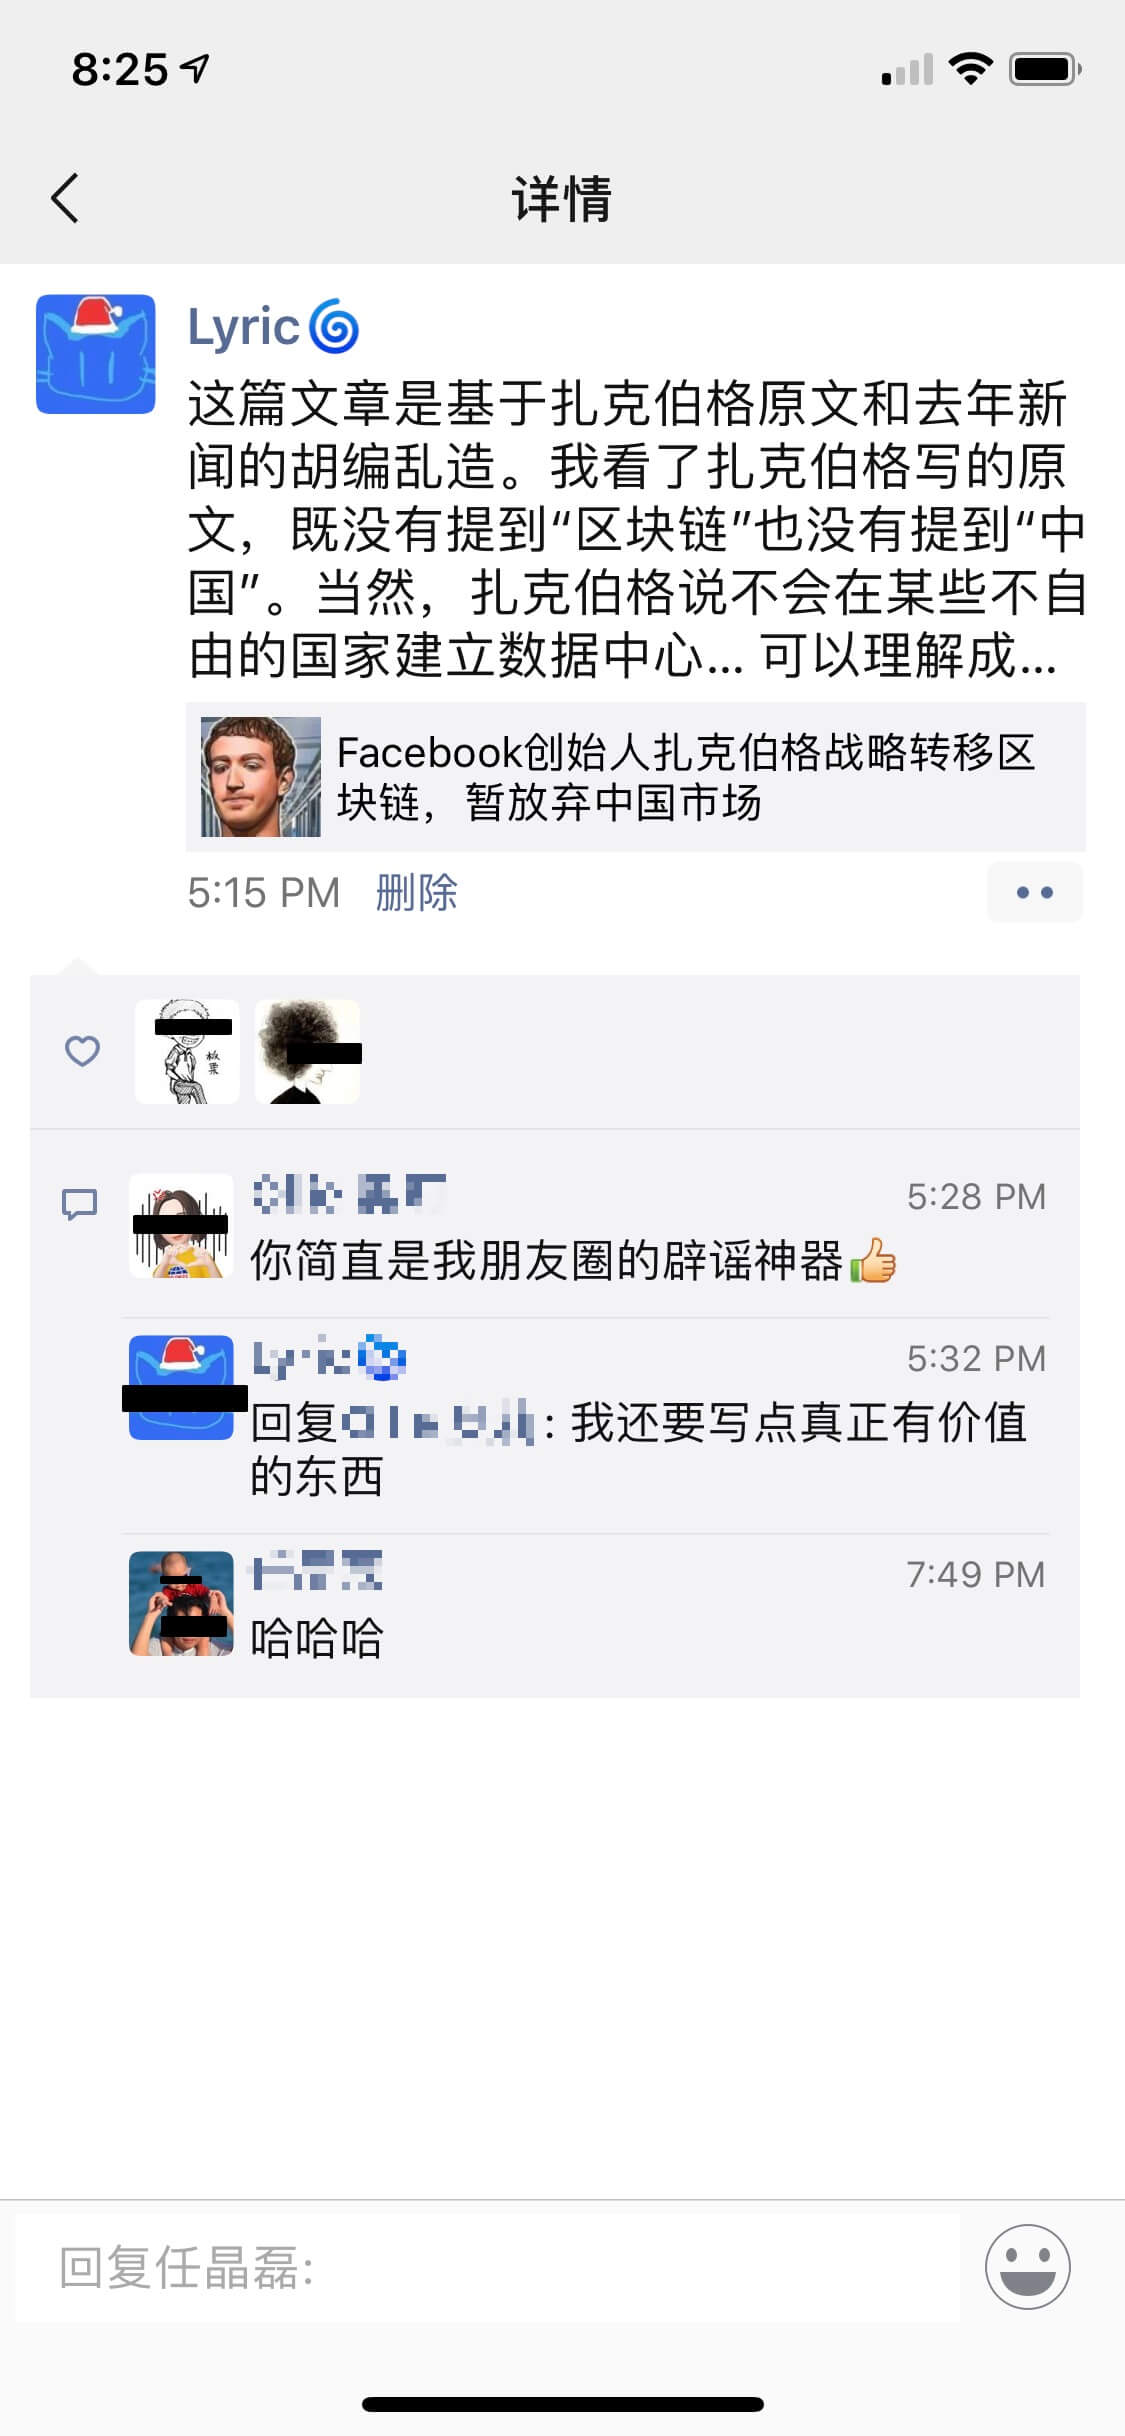 8:25
详情
Lyric🌀
这篇文章是基于扎克伯格原文和去年新
闻的胡编乱造。我看了扎克伯格写的原
文，既没有提到“区块链”也没有提到“中
国”。当然，扎克伯格说不会在某些不自
由的国家建立数据中心... 可以理解成...
Facebook创始人扎克伯格战略转移区
块链，暂放弃中国市场
5:15 PM 删除
5:28 PM
你简直是我朋友圈的辟谣神器👍
5:32 PM
回复: 我还要写点真正有价值
的东西
7:49 PM
哈哈哈
回复任晶磊: